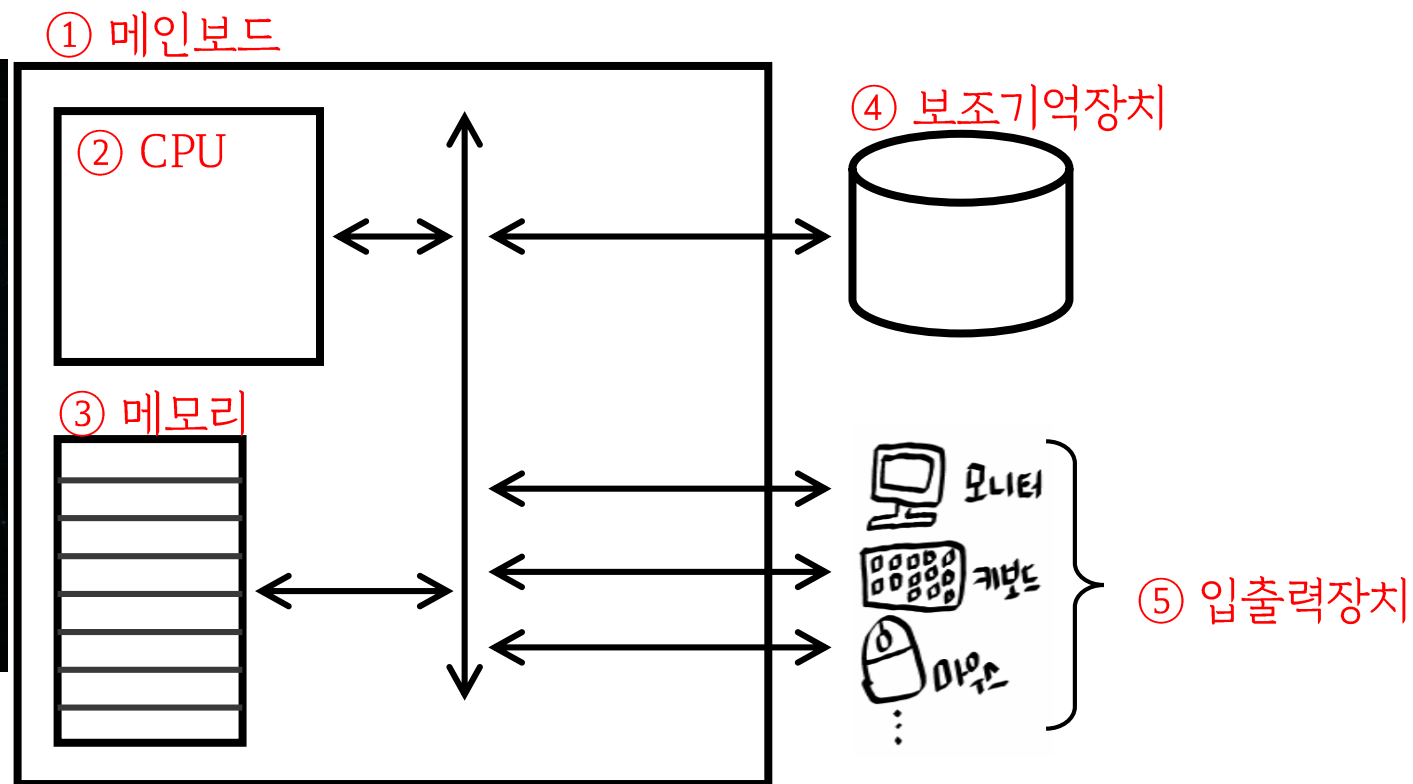 ① 메인보드
② CPU
③ 메모리
④ 보조기억장치
모니터
키보드
마우스
⑤ 입출력장치